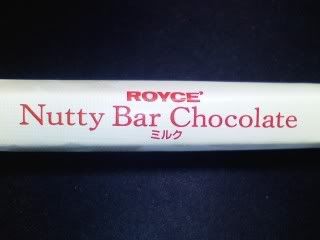 ROYCE'
Nutty Bar Chocolate
ミルク